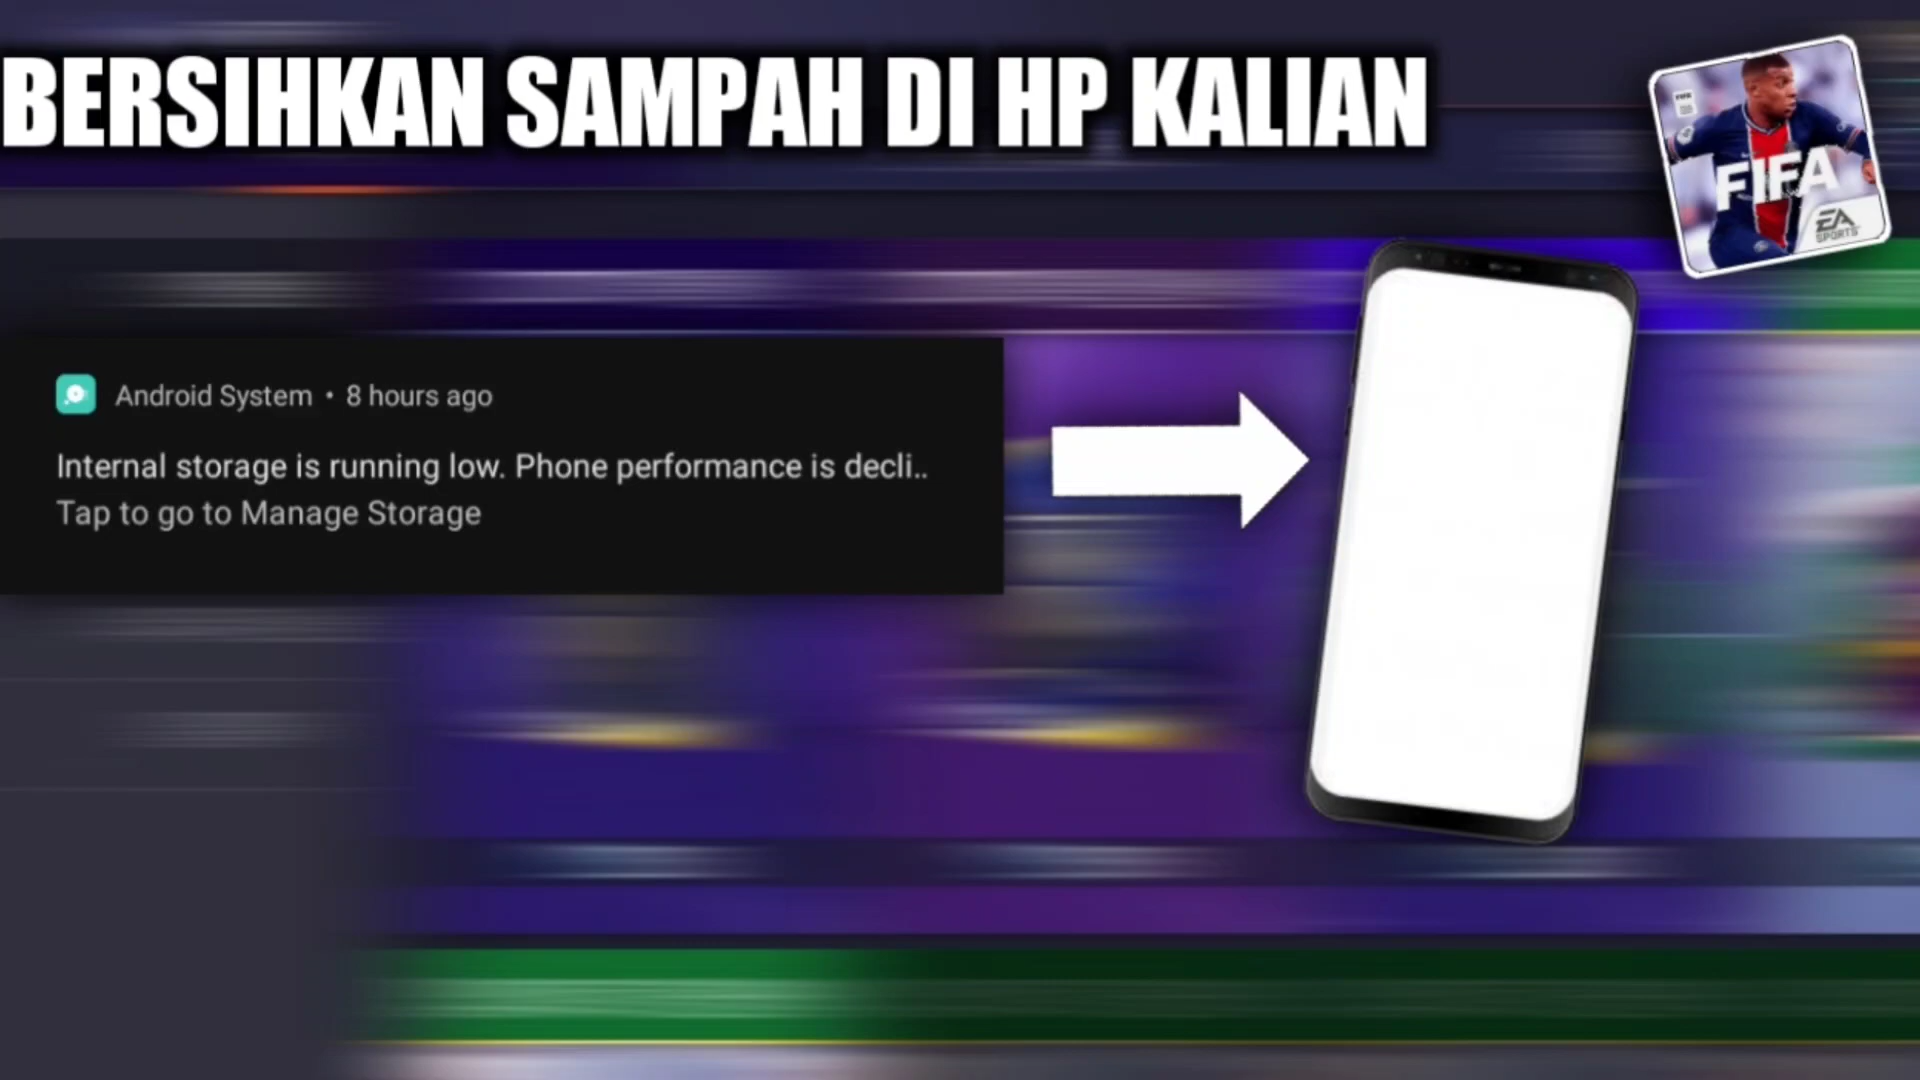 BERSIHKAN SAMPAH DI HP KALIAN
FIFA
EA
SPORTS
Android System • 8 hours ago
Internal storage is running low. Phone performance is decli..
Tap to go to Manage Storage